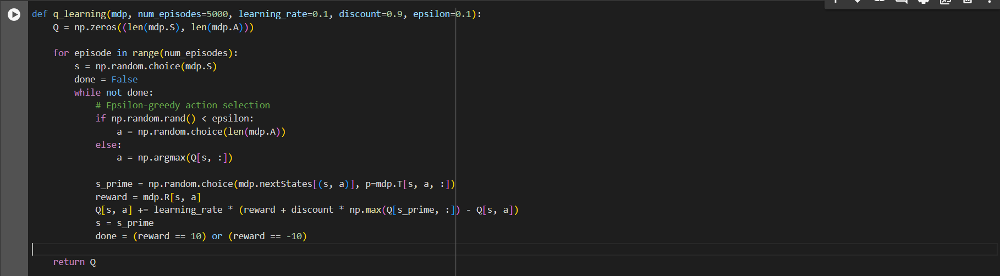 def q_learning(mdp, num_episodes=5000, learning_rate=0.1, discount=0.9, epsilon=0.1):
    Q = np.zeros((len(mdp.S), len(mdp.A)))

    for episode in range(num_episodes):
        s = np.random.choice(mdp.S)
        done = False
        while not done:
            # Epsilon-greedy action selection
            if np.random.rand() < epsilon:
                a = np.random.choice(len(mdp.A))
            else:
                a = np.argmax(Q[s, :])

            s_prime = np.random.choice(mdp.nextStates[(s, a)], p=mdp.T[s, a, :])
            reward = mdp.R[s, a]
            Q[s, a] += learning_rate * (reward + discount * np.max(Q[s_prime, :]) - Q[s, a])
            s = s_prime
            done = (reward == 10) or (reward == -10)

    return Q